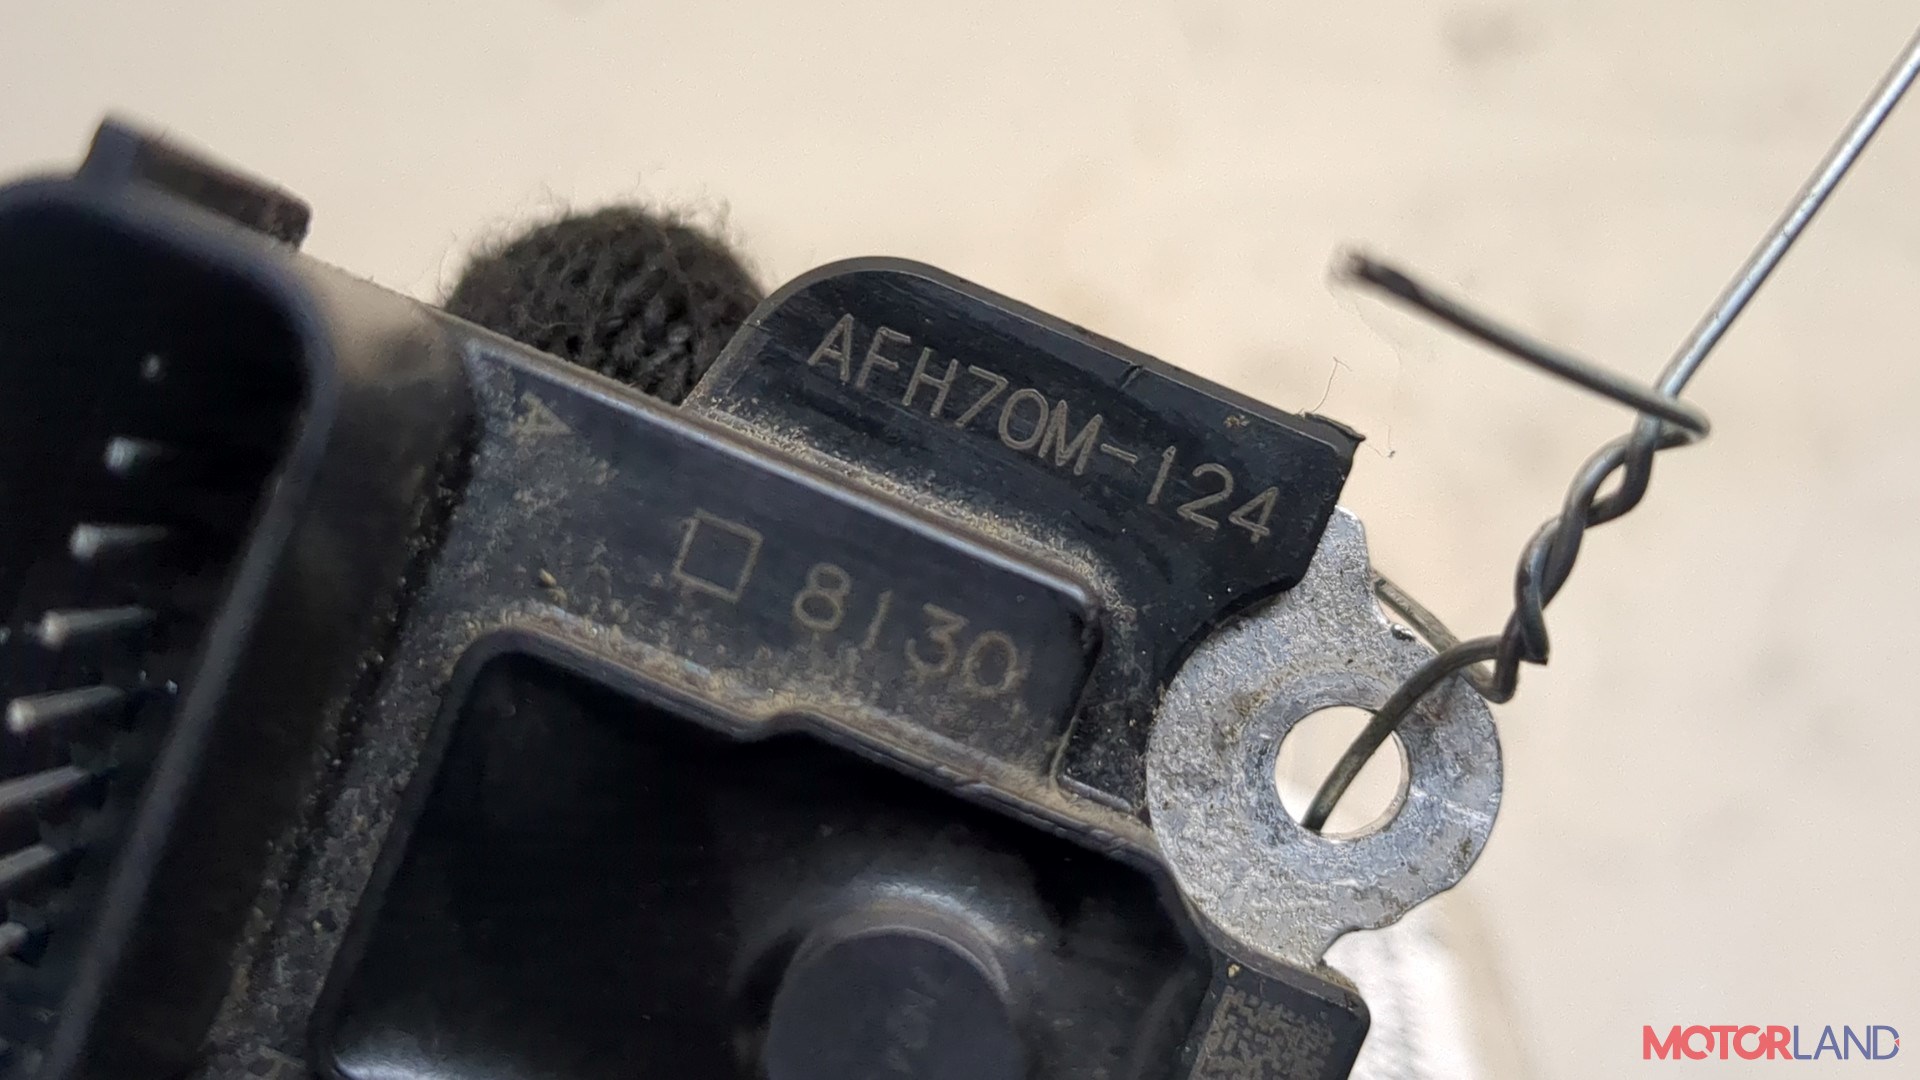 AFH70M-124
A
□ 8130
MOTORLAND